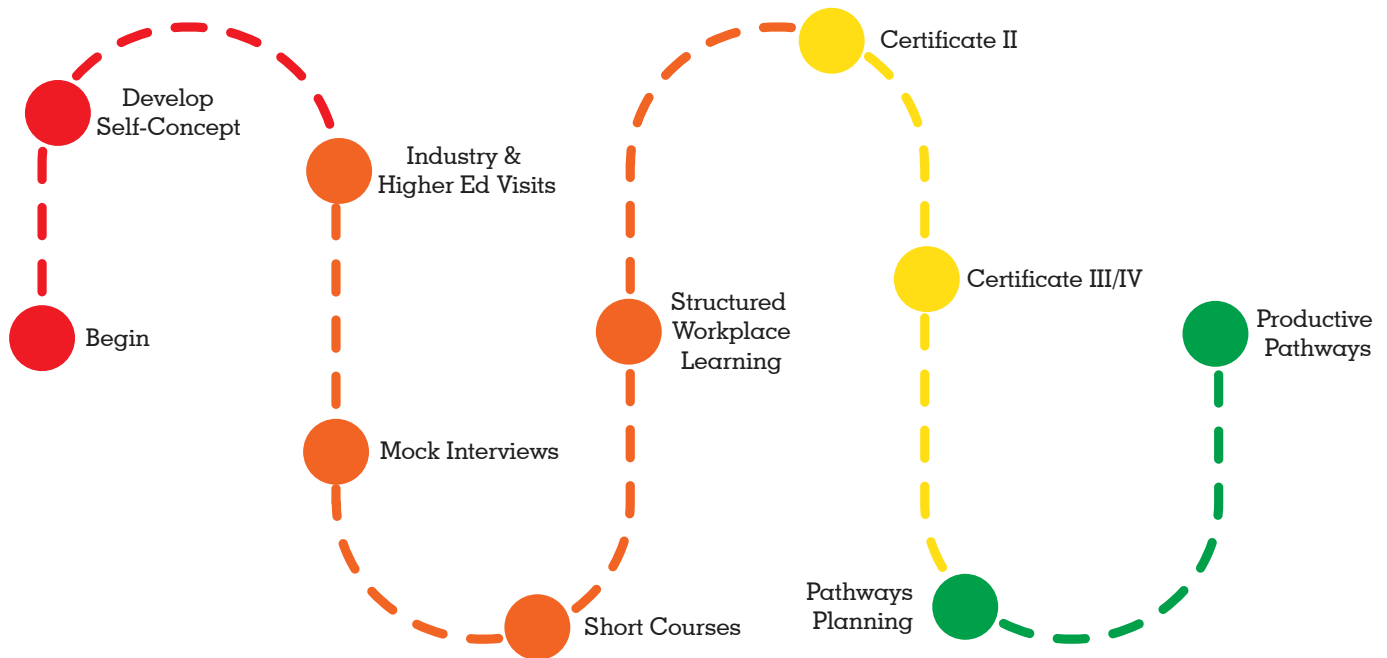 Begin
Develop
Self-Concept
Industry &
Higher Ed Visits
Mock Interviews
Short Courses
Structured
Workplace
Learning
Certificate II
Certificate III/IV
Pathways
Planning
Productive
Pathways